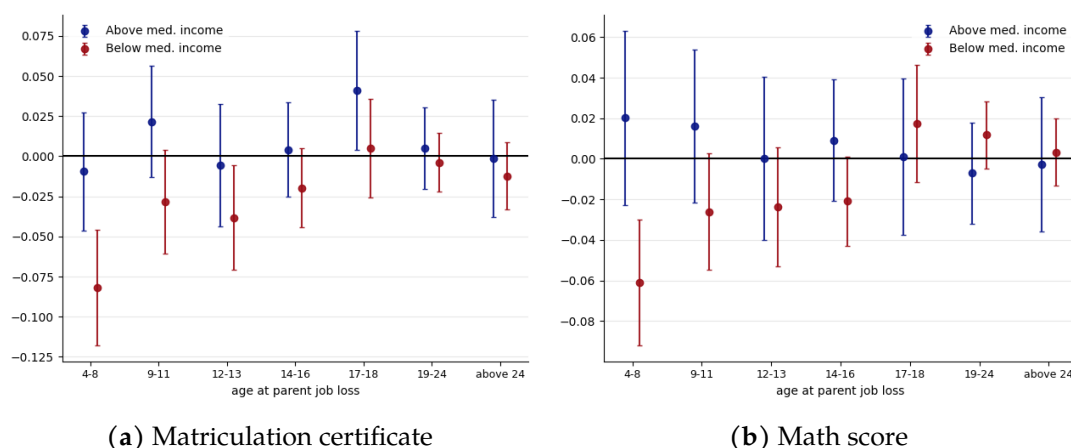 Above med. income
Below med. income
0.075
0.050
0.025
0.000
−0.025
−0.050
−0.075
−0.100
−0.125
4-8 9-11 12-13 14-16 17-18 19-24 above 24
age at parent job loss
(a) Matriculation certificate
Above med. income
Below med. income
0.06
0.04
0.02
0.00
−0.02
−0.04
−0.06
−0.08
4-8 9-11 12-13 14-16 17-18 19-24 above 24
age at parent job loss
(b) Math score